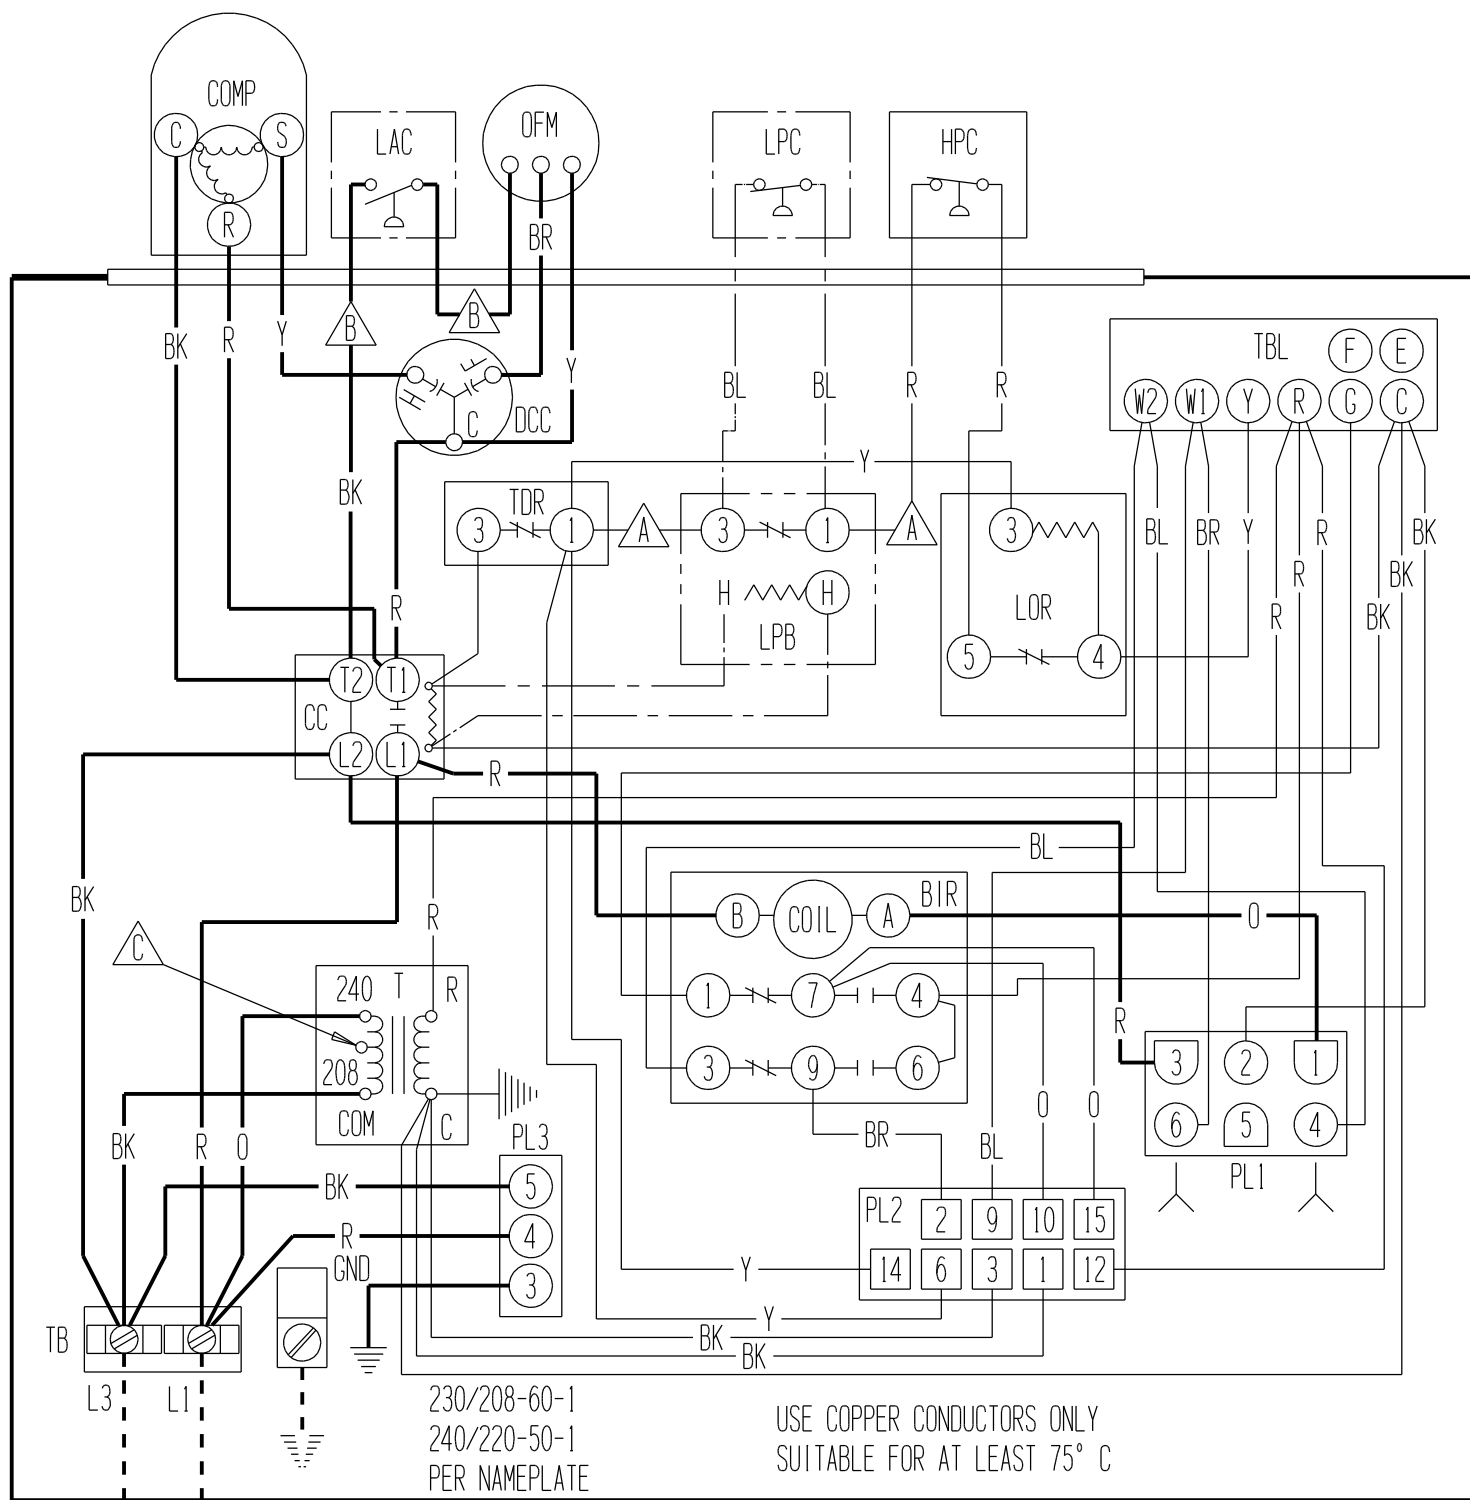 COMP
C
S
R
LAC
OFM
LPC
HPC
BR
BK
R
Y
B
B
Y
BL
BL
R
R
TBL
F
E
W2
W1
Y
R
G
C
H
F
C
DCC
BK
Y
TDR
3
1
A
3
1
A
3
BL
BR
Y
R
R
R
BK
BK
BK
H
H
LPB
LOR
5
4
R
T2
T1
CC
L2
L1
R
BL
BK
R
B
COIL
A
BIR
O
C
240
T
R
208
COM
C
1
7
4
3
9
6
R
3
2
1
6
5
4
PL1
BK
R
O
PL3
BR
BL
O
O
BK
5
R
4
GND
3
PL2
2
9
10
15
14
6
3
1
12
Y
Y
BK
BK
TB
L3
L1
230/208-60-1
240/220-50-1
PER NAMEPLATE
USE COPPER CONDUCTORS ONLY
SUITABLE FOR AT LEAST 75° C